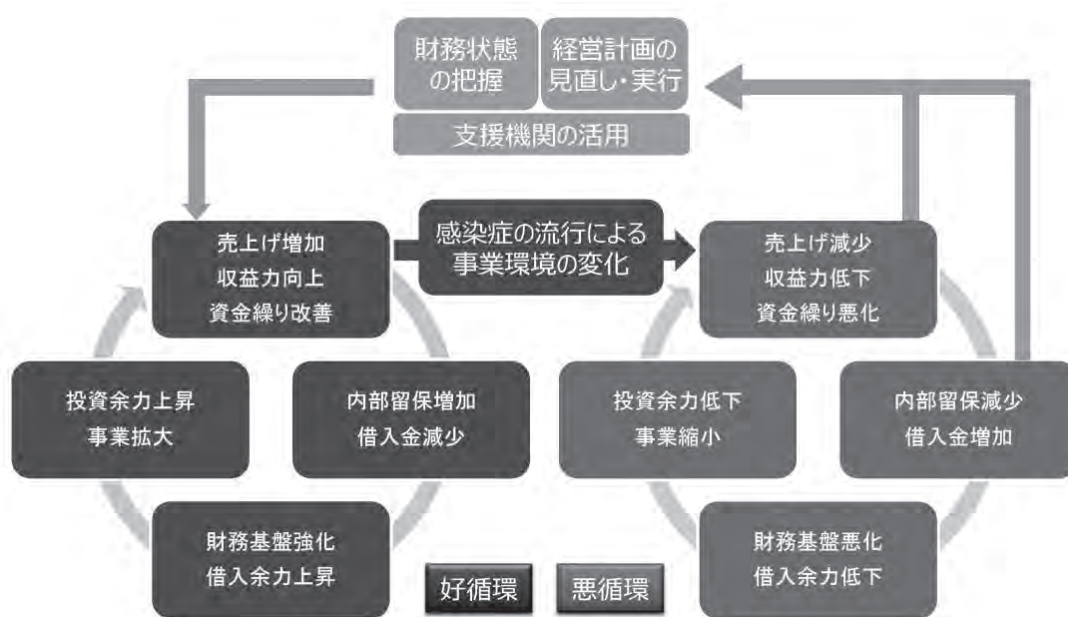 財務状態
の把握
経営計画の
見直し・実行
支援機関の活用
売上げ増加
収益力向上
資金繰り改善
感染症の流行による
事業環境の変化
売上げ減少
収益力低下
資金繰り悪化
投資余力上昇
事業拡大
内部留保増加
借入金減少
投資余力低下
事業縮小
内部留保減少
借入金増加
財務基盤強化
借入余力上昇
財務基盤悪化
借入余力低下
好循環
悪循環